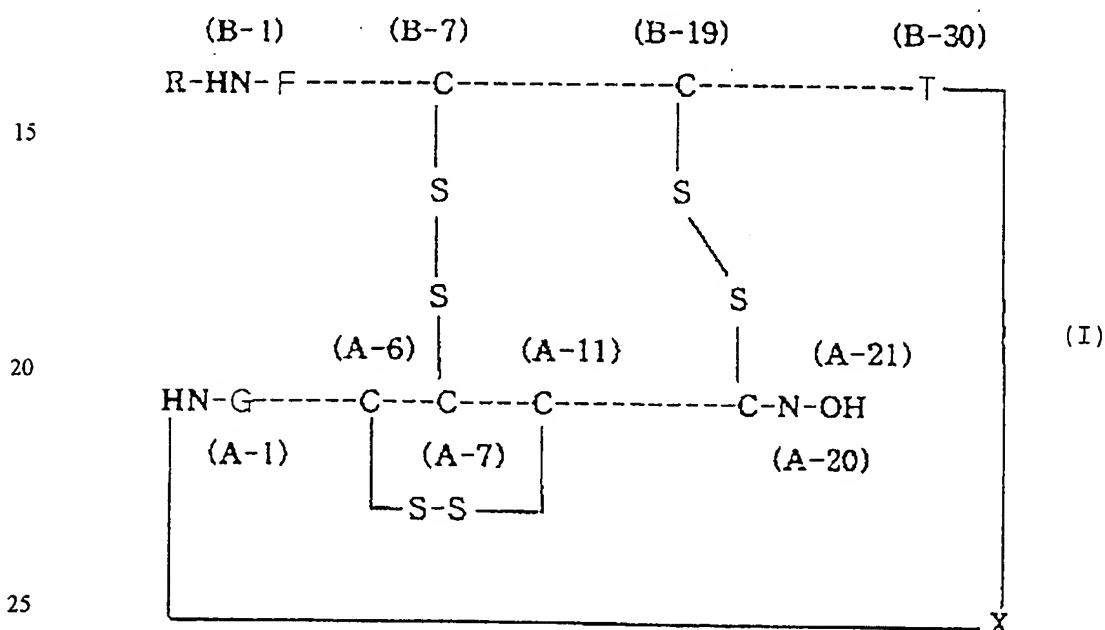 (B-1) (B-7) (B-19) (B-30)
R-HN-F----------C---------------C-------------T
15
S S
S S
(A-6) (A-11) (A-21) (I)
20
HN-G-------C---C----C------------C-N-OH
(A-1) (A-7) (A-20)
S-S
25
X